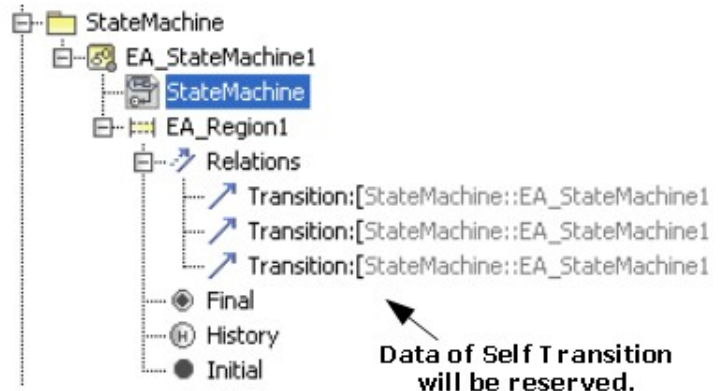 StateMachine
EA_StateMachine1
StateMachine
EA_Region1
Relations
Transition:[StateMachine::EA_StateMachine1
Transition:[StateMachine::EA_StateMachine1
Transition:[StateMachine::EA_StateMachine1
Final
H History
Initial
Data of Self Transition
will be reserved.